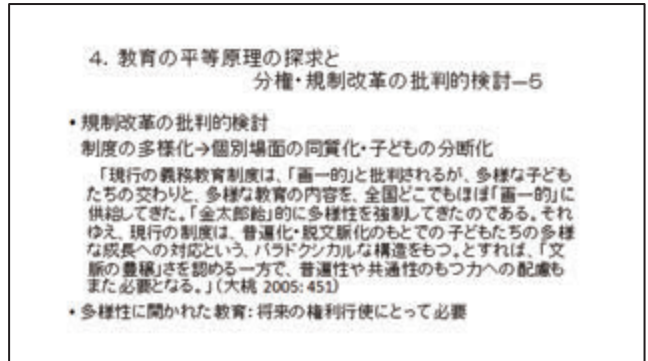 4. 教育の平等原理の探求と
分権・規制改革の批判的検討―5
・規制改革の批判的検討
制度の多様化→個別場面の同質化・子どもの分断化
「現行の義務教育制度は、「画一的」と批判されるが、多様な子ども
たちの交わりと、多様な教育の内容を、全国どこでもほぼ「画一的」に
供給してきた。「金太郎飴」的に多様性を強制してきたのである。それ
ゆえ、現行の制度は、普遍化・脱文脈化のもとでの子どもたちの多様
な成長への対応という、パラドクシカルな構造をもつ。とすれば、「文
脈の豊穣」さを認める一方で、普遍性や共通性のもつ力への配慮も
また必要となる。」(大桃 2005: 451)
・多様性に開かれた教育: 将来の権利行使にとって必要